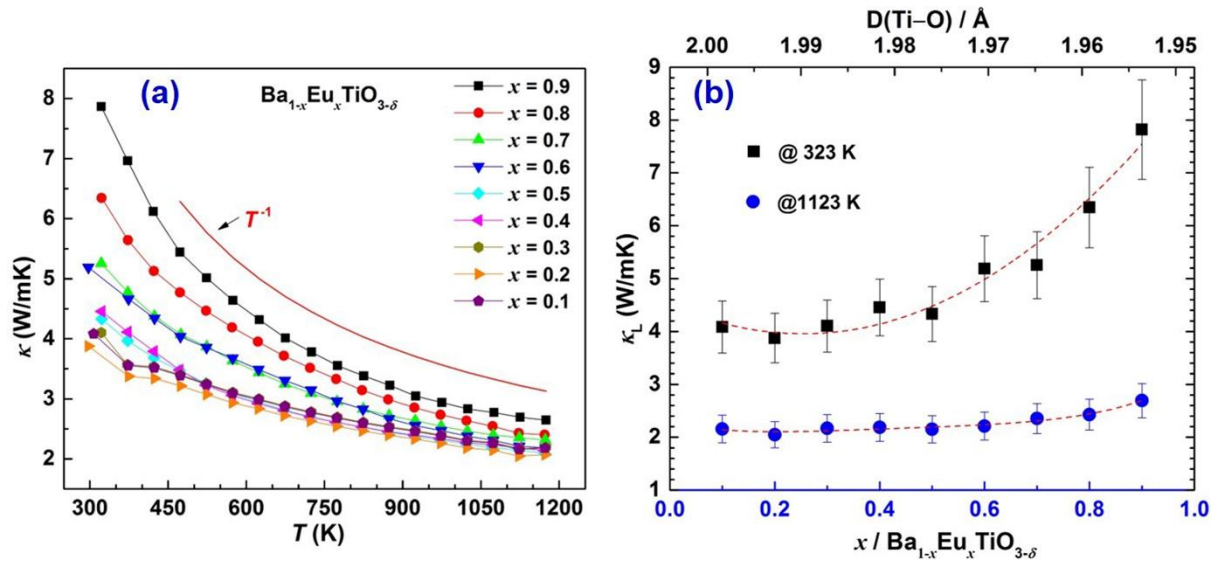 (a)
Ba1-xEuxTiO3-δ
x = 0.9
x = 0.8
x = 0.7
x = 0.6
x = 0.5
x = 0.4
x = 0.3
x = 0.2
x = 0.1
T-1
κ (W/mK)
8
7
6
5
4
3
2
300 450 600 750 900 1050 1200
T (K)
D(Ti–O) / Å
2.00 1.99 1.98 1.97 1.96 1.95
(b)
@ 323 K
@1123 K
κL (W/mK)
9
8
7
6
5
4
3
2
1
0.0 0.2 0.4 0.6 0.8 1.0
x / Ba1-xEuxTiO3-δ